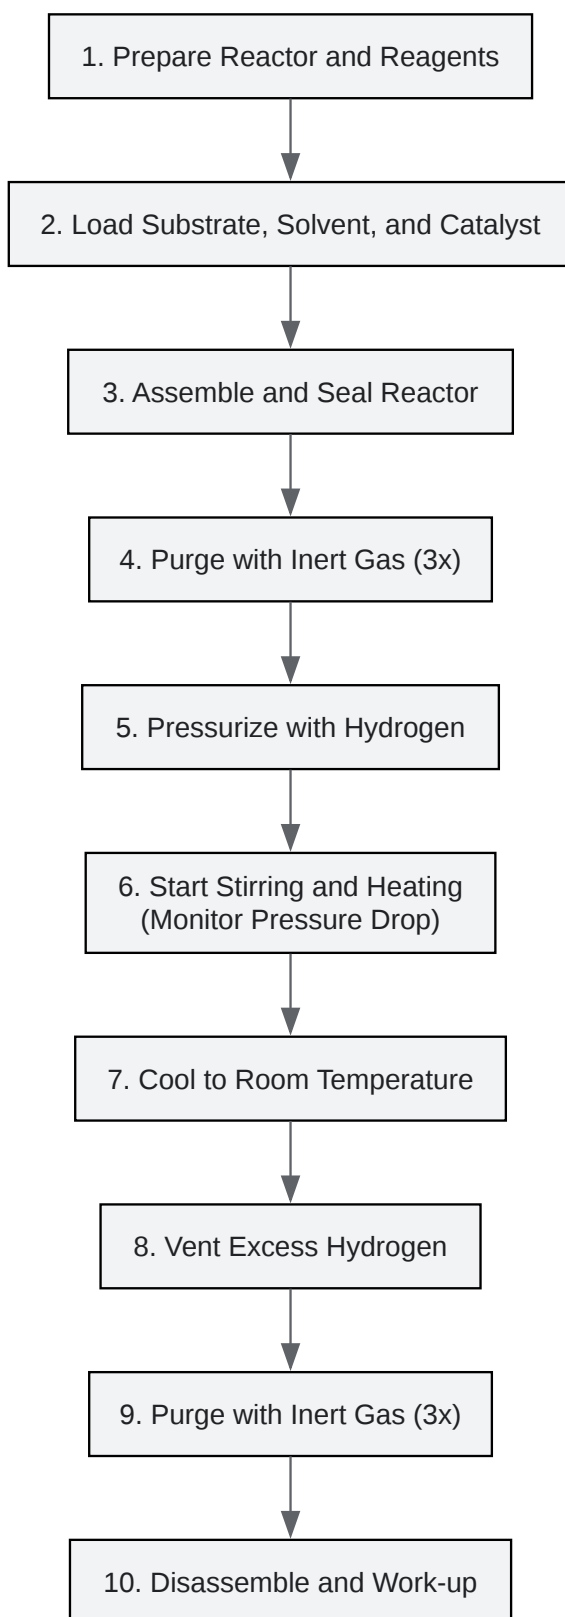 1. Prepare Reactor and Reagents
2. Load Substrate, Solvent, and Catalyst
3. Assemble and Seal Reactor
4. Purge with Inert Gas (3x)
5. Pressurize with Hydrogen
6. Start Stirring and Heating
(Monitor Pressure Drop)
7. Cool to Room Temperature
8. Vent Excess Hydrogen
9. Purge with Inert Gas (3x)
10. Disassemble and Work-up